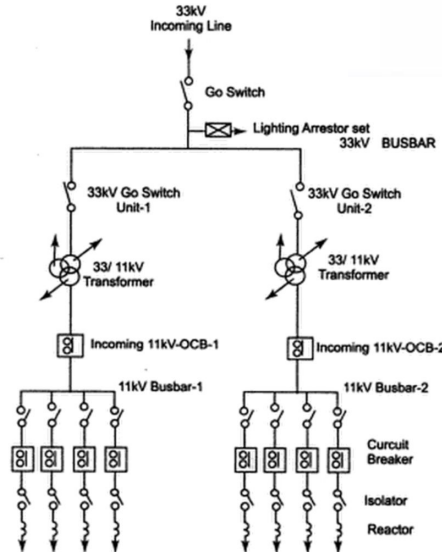 33kV
Incoming Line
Go Switch
Lighting Arrestor set
33kV BUSBAR
33kV Go Switch
Unit-1
33kV Go Switch
Unit-2
33/ 11kV
Transformer
33/ 11kV
Transformer
Incoming 11kV-OCB-1
Incoming 11kV-OCB-2
11kV Busbar-1
11kV Busbar-2
Curcuit
Breaker
Isolator
Reactor